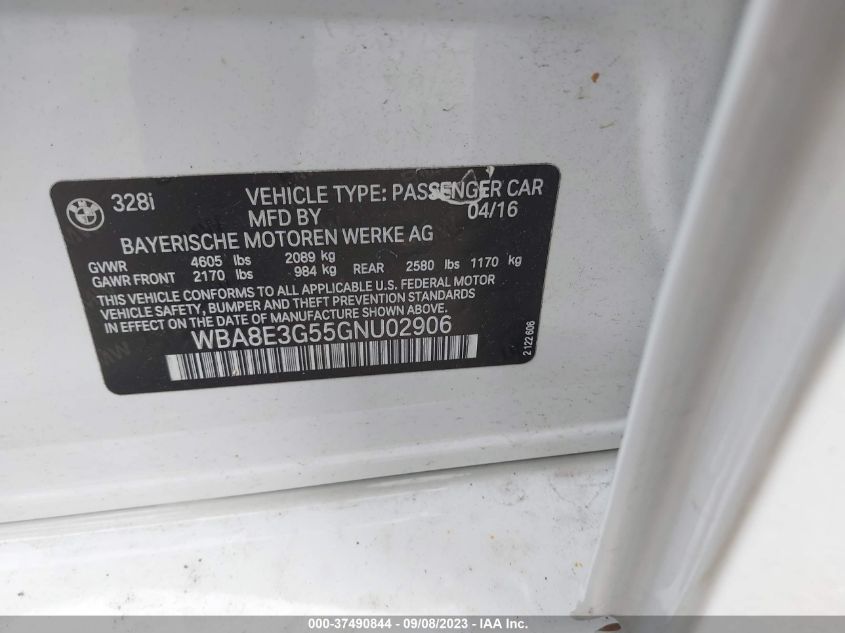 328i VEHICLE TYPE: PASSENGER CAR
MFD BY 04/16
BAYERISCHE MOTOREN WERKE AG
GVWR 4605 lbs 2089 kg
GAWR FRONT 2170 lbs 984 kg REAR 2580 lbs 1170 kg
THIS VEHICLE CONFORMS TO ALL APPLICABLE U.S. FEDERAL MOTOR
VEHICLE SAFETY, BUMPER AND THEFT PREVENTION STANDARDS
IN EFFECT ON THE DATE OF MANUFACTURE SHOWN ABOVE.
WBA8E3G55GNU02906
2 122 606
000-37490844 - 09/08/2023 - IAA Inc.